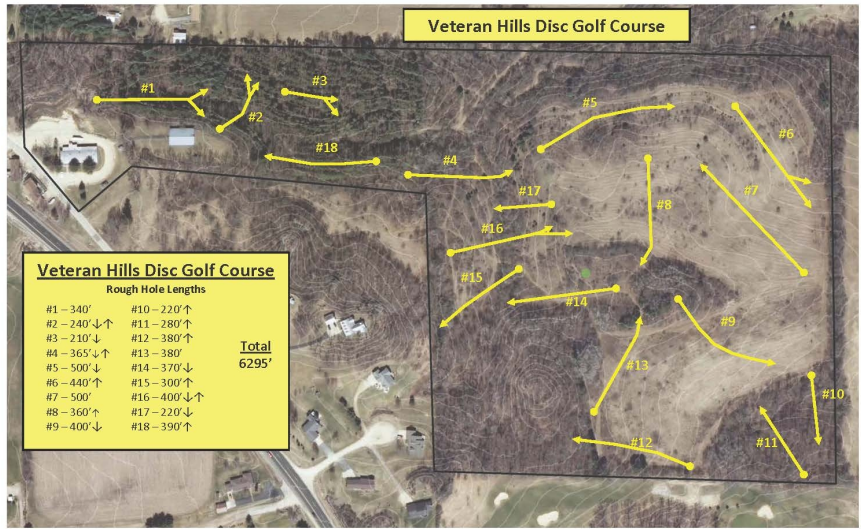 Veteran Hills Disc Golf Course
#1
#2
#3
#18
#4
#5
#6
#7
#8
#17
#16
#15
#14
#9
#13
#10
#11
#12
Veteran Hills Disc Golf Course
Rough Hole Lengths
#1 – 340’
#2 – 240’↓↑
#3 – 210’↓
#4 – 365’↓↑
#5 – 500’↓
#6 – 440’↑
#7 – 500’
#8 – 360’↑
#9 – 400’↓
#10 – 220’↑
#11 – 280’↑
#12 – 380’↑
#13 – 380’
#14 – 370’↓
#15 – 300’↑
#16 – 400’↓↑
#17 – 220’↓
#18 – 390’↑
Total
6295’